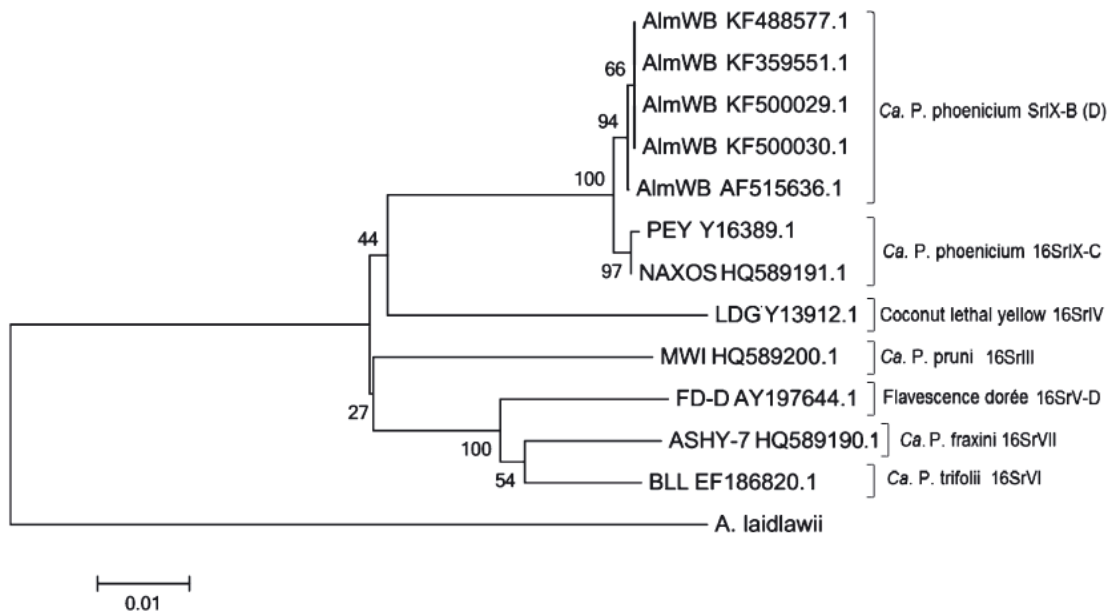 AlmWB KF488577.1
66
AlmWB KF359551.1
AlmWB KF500029.1
Ca. P. phoenicium SrIX-B (D)
94
AlmWB KF500030.1
100
AlmWB AF515636.1
PEY Y16389.1
44
Ca. P. phoenicium 16SrIX-C
97
NAXOS HQ589191.1
LDG Y13912.1
Coconut lethal yellow 16SrIV
MWI HQ589200.1
Ca. P. pruni 16SrIII
FD-D AY197644.1
Flavescence dorée 16SrV-D
27
ASHY-7 HQ589190.1
Ca. P. fraxini 16SrVII
100
54
BLL EF186820.1
Ca. P. trifolii 16SrVI
A. laidlawii
0.01